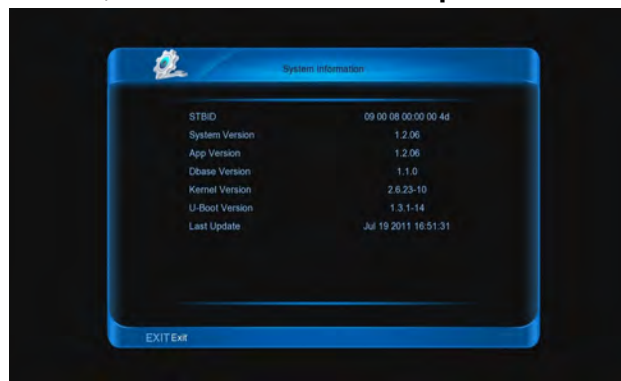 System Information
STBID 09 00 08 00:00 00 4d
System Version 1.2.06
App Version 1.2.06
Dbase Version 1.1.0
Kernel Version 2.6.23-10
U-Boot Version 1.3.1-14
Last Update Jul 19 2011 16:51:31
EXIT Exit